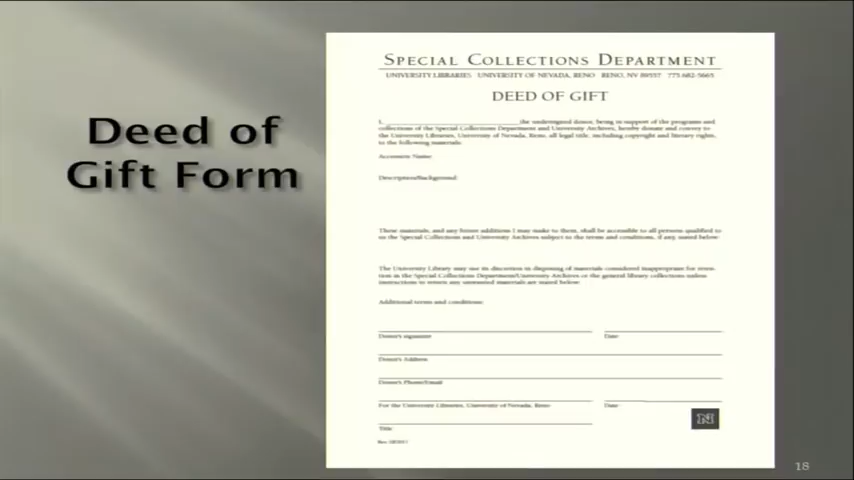 Deed of
Gift Form
SPECIAL COLLECTIONS DEPARTMENT
UNIVERSITY LIBRARIES UNIVERSITY OF NEVADA, RENO RENO, NV 89557 775-682-5665
DEED OF GIFT
I, the undersigned donor, being in support of the programs and
collections of the Special Collections Department and University Archives, hereby donate and convey to
the University Libraries, University of Nevada, Reno, all legal title, including copyright and literary rights,
to the following materials:
Accession Name:
Description/Background:
These materials, and any future additions I may make to them, shall be accessible to all persons qualified to
us the Special Collections and University Archives subject to the terms and conditions, if any, stated below:
The University Library may use its discretion in disposing of materials considered inappropriate for reten-
tion in the Special Collections Department/University Archives or the general library collections unless
instructions to return any unwanted materials are stated below:
Additional terms and conditions:
Donor's signature Date
Donor's Address
Donor's Phone/Email
For the University Libraries, University of Nevada, Reno Date
Title
N
18